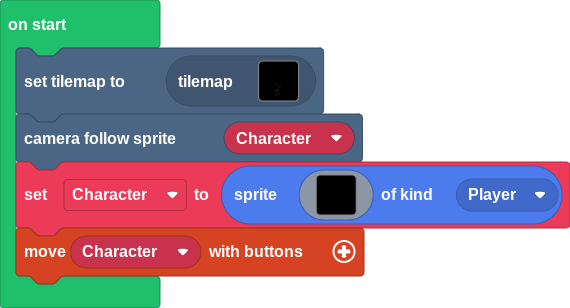 on start
set tilemap to tilemap
camera follow sprite Character
set Character to sprite of kind Player
move Character with buttons